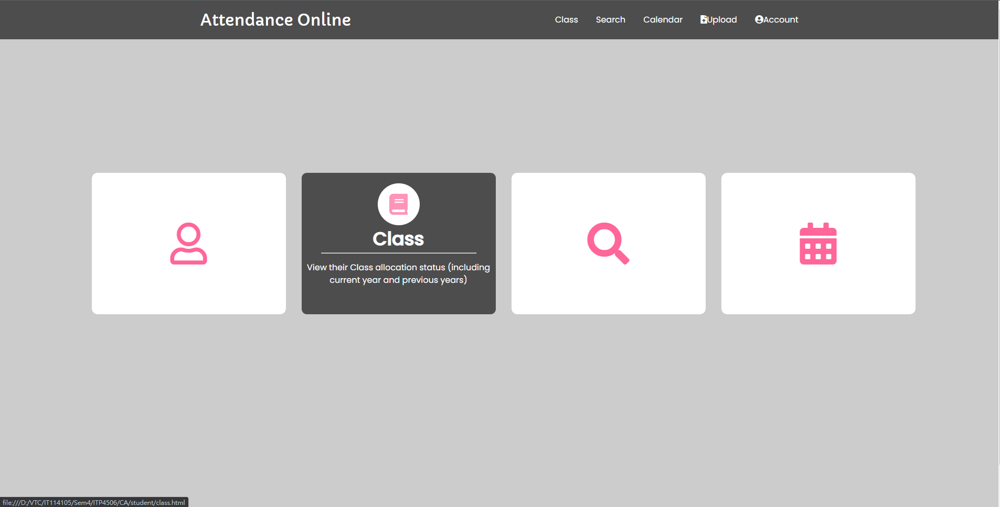 Attendance Online
Class
Search
Calendar
Upload
Account
Class
View their Class allocation status (including
current year and previous years)
file:///D:/VTC/IT114105/Sem4/ITP4506/CA/student/class.html